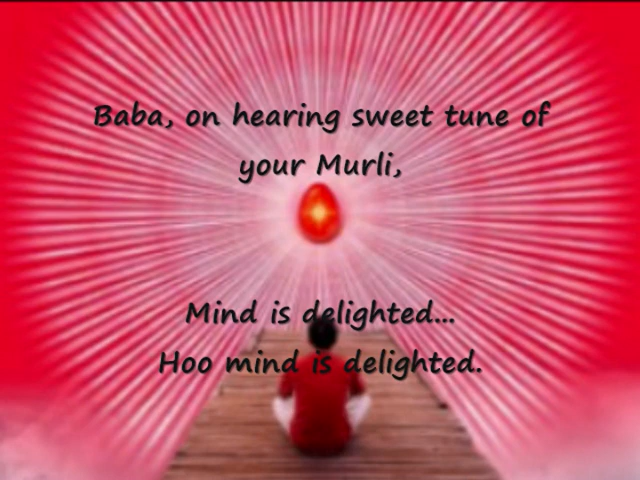 Baba, on hearing sweet tune of
your Murli,
Mind is delighted...
Hoo mind is delighted.